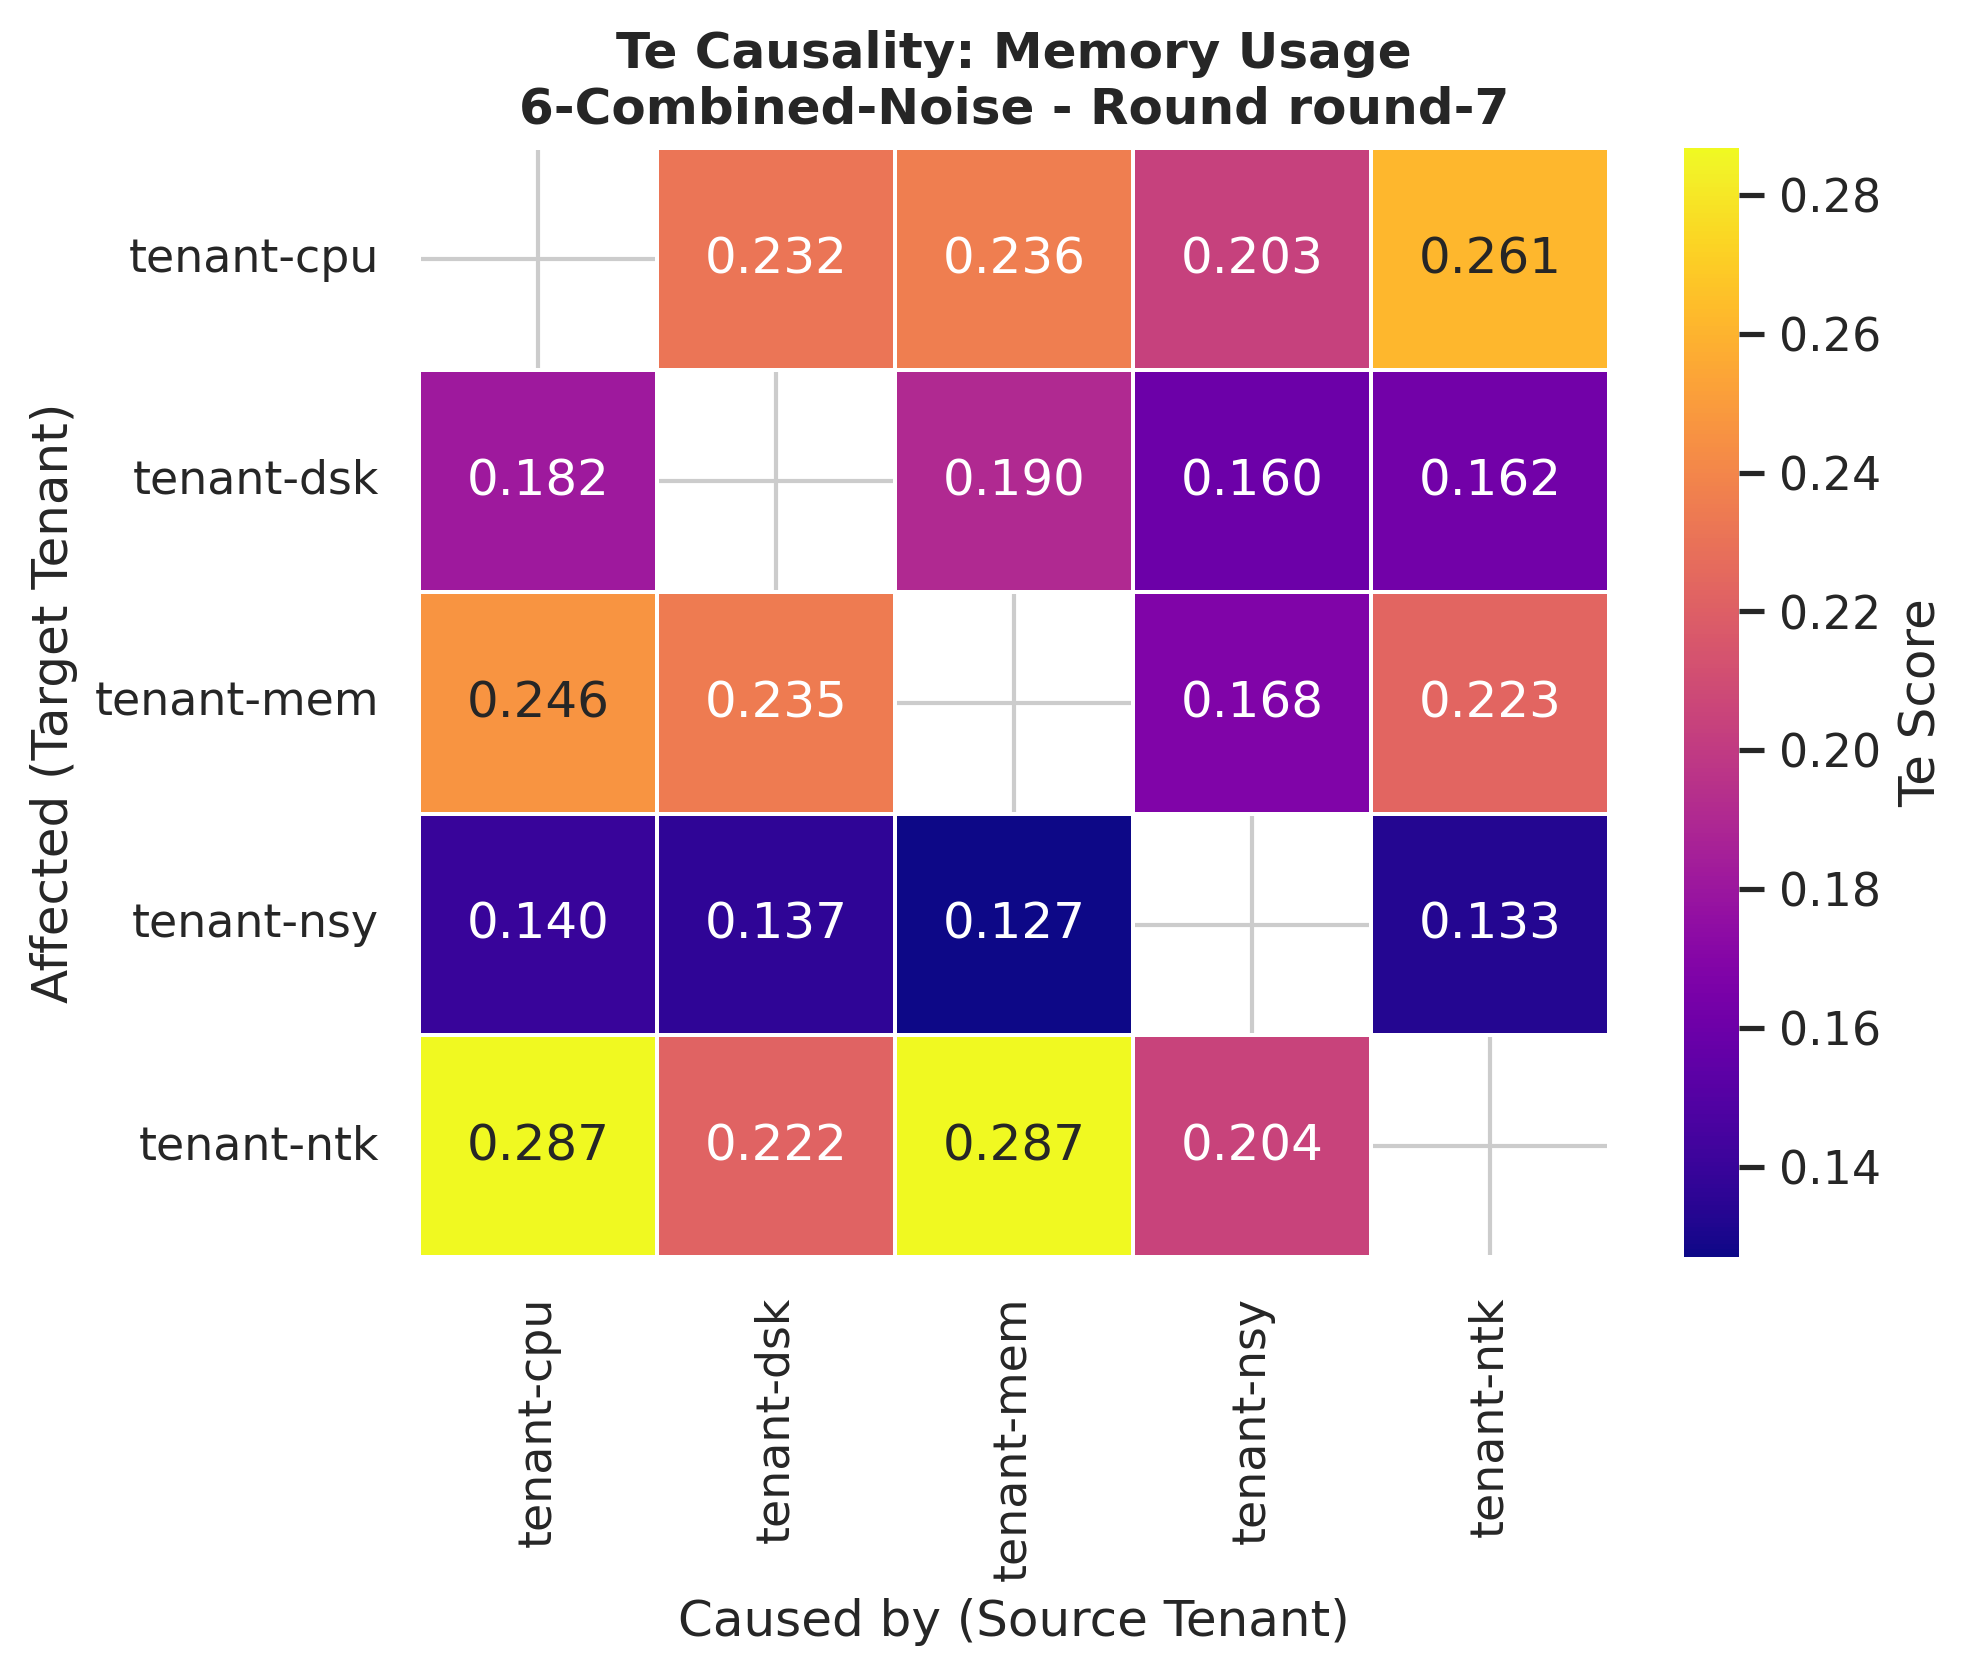 Te Causality: Memory Usage
6-Combined-Noise - Round round-7
Affected (Target Tenant)
tenant-cpu 0.232 0.236 0.203 0.261
tenant-dsk 0.182 0.190 0.160 0.162
tenant-mem 0.246 0.235 0.168 0.223
tenant-nsy 0.140 0.137 0.127 0.133
tenant-ntk 0.287 0.222 0.287 0.204
tenant-cpu tenant-dsk tenant-mem tenant-nsy tenant-ntk
Caused by (Source Tenant)
0.28
0.26
0.24
0.22
0.20
0.18
0.16
0.14
Te Score